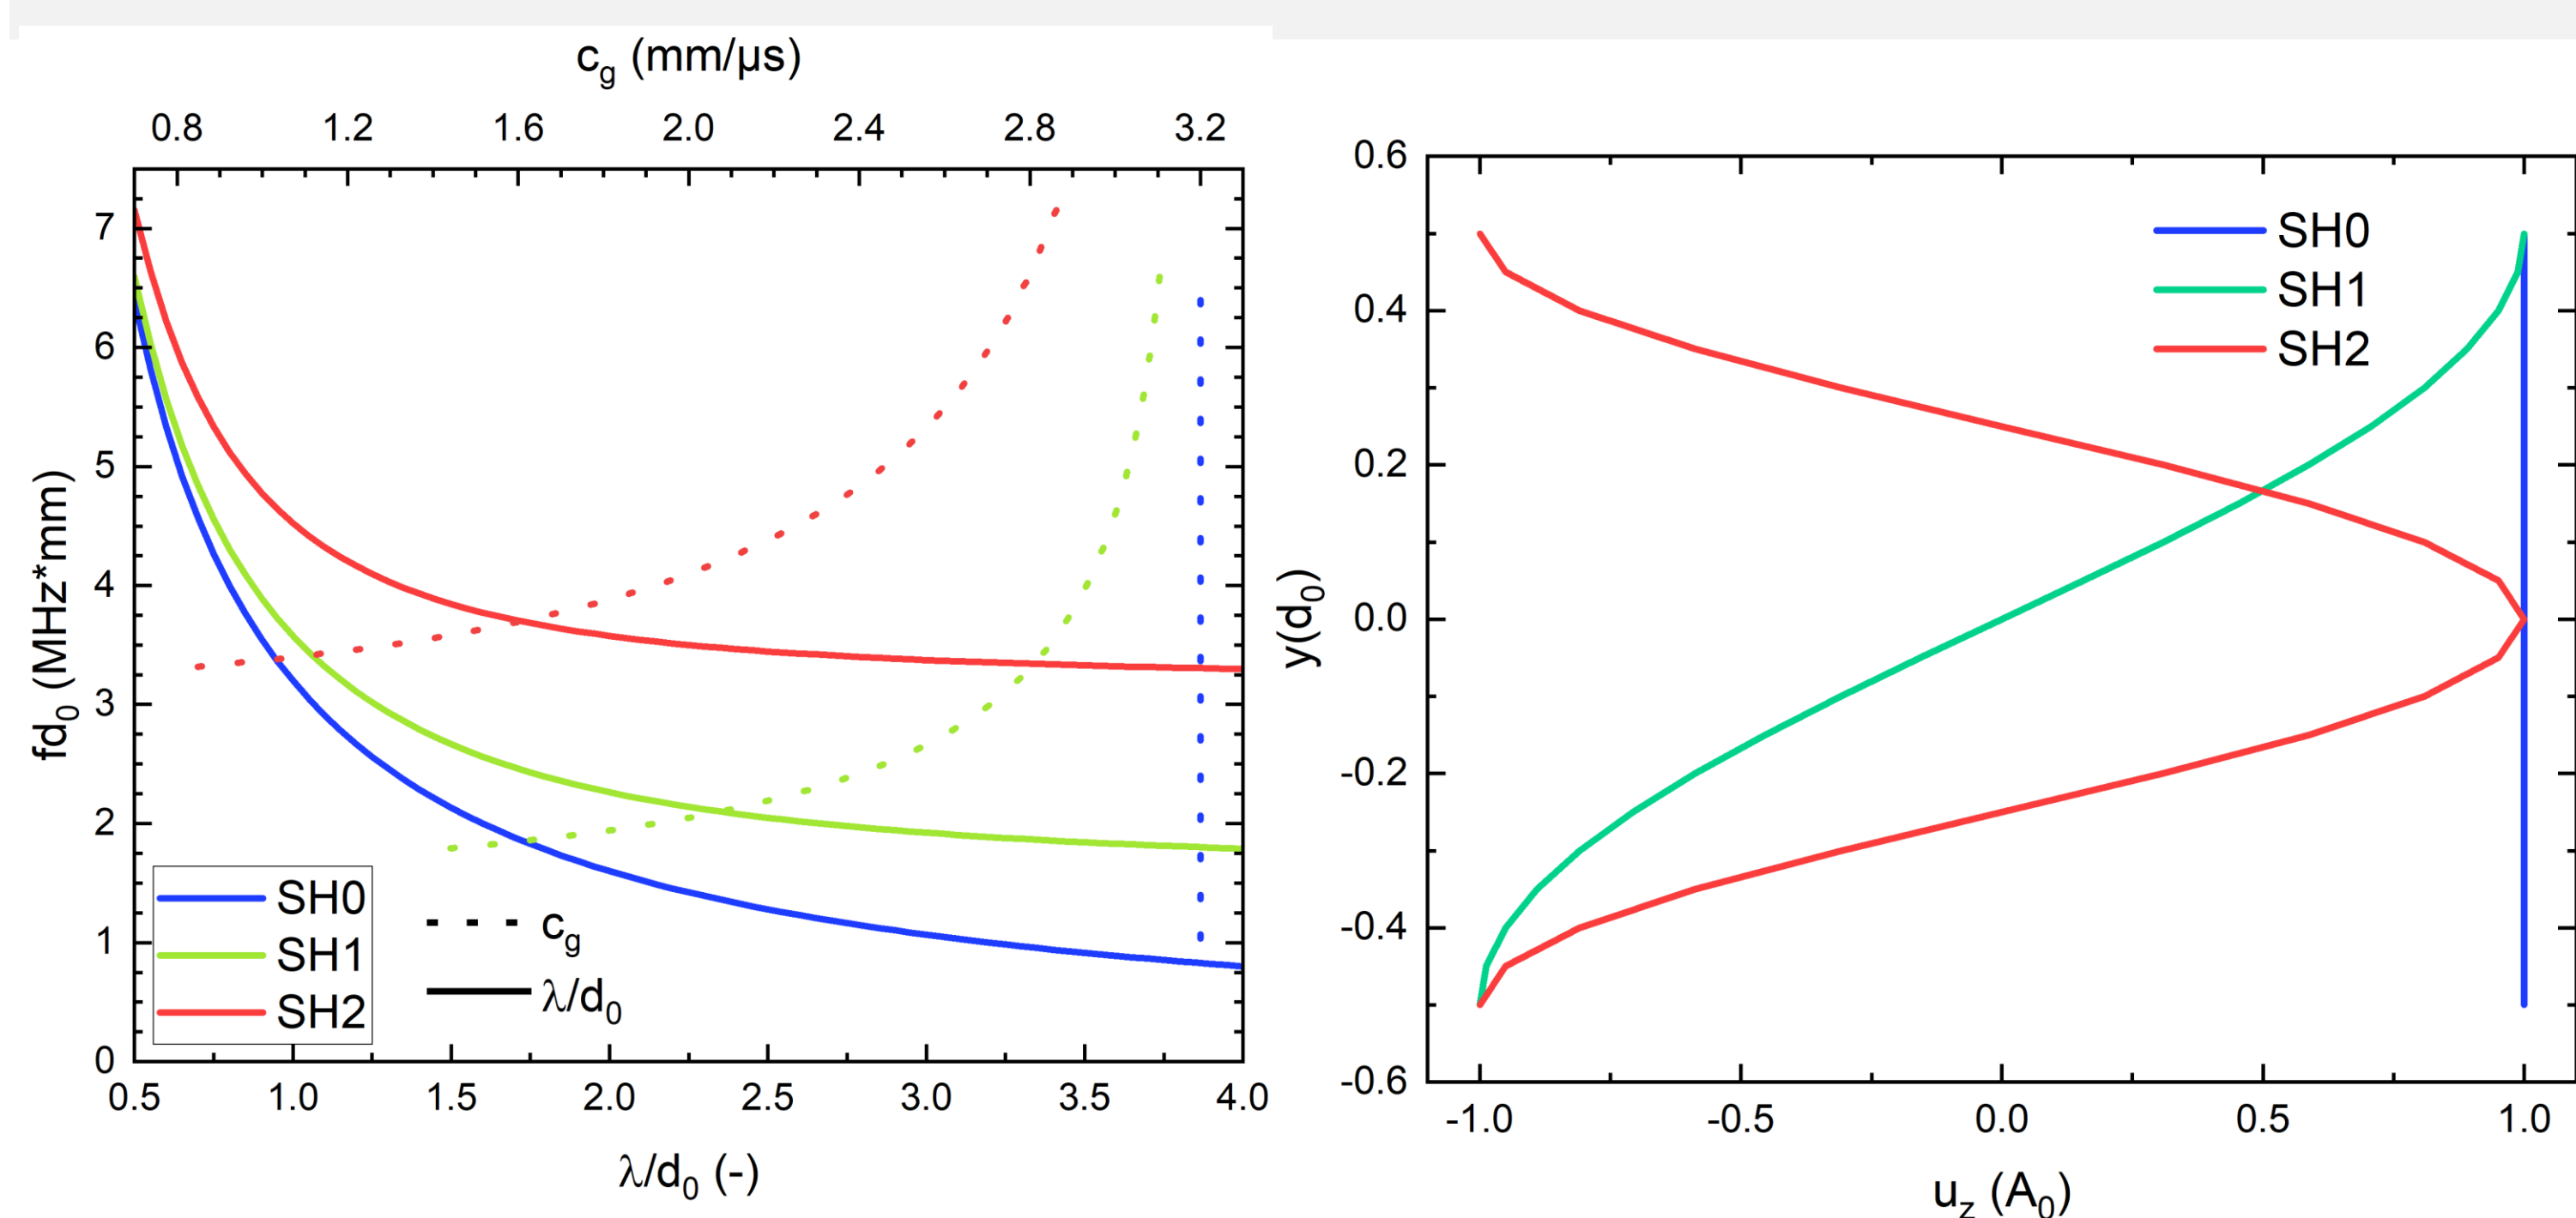 c_g (mm/μs)
0.8 1.2 1.6 2.0 2.4 2.8 3.2
7
6
5
4
3
2
1
0
fd_0 (MHz*mm)
SH0
SH1
SH2
c_g
λ/d_0
0.5 1.0 1.5 2.0 2.5 3.0 3.5 4.0
λ/d_0 (-)
0.6
0.4
0.2
0.0
-0.2
-0.4
-0.6
y(d_0)
SH0
SH1
SH2
-1.0 -0.5 0.0 0.5 1.0
u_z (A_0)